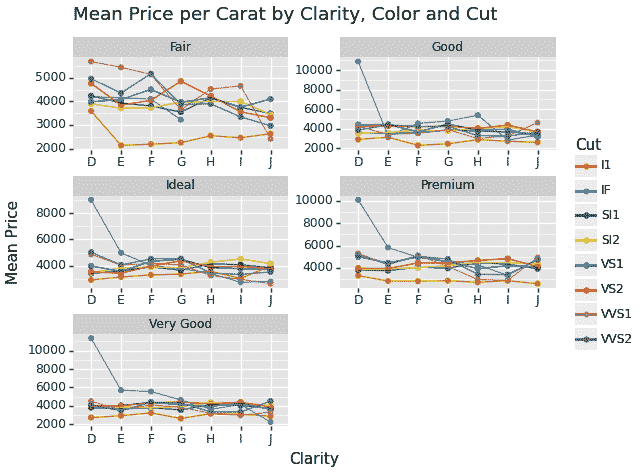 Mean Price per Carat by Clarity, Color and Cut
Fair
Good
5000
4000
3000
2000
D E F G H I J
10000
8000
6000
4000
2000
D E F G H I J
Ideal
Premium
8000
6000
4000
D E F G H I J
10000
8000
6000
4000
D E F G H I J
Very Good
10000
8000
6000
4000
2000
D E F G H I J
Mean Price
Clarity
Cut
I1
IF
SI1
SI2
VS1
VS2
VVS1
VVS2